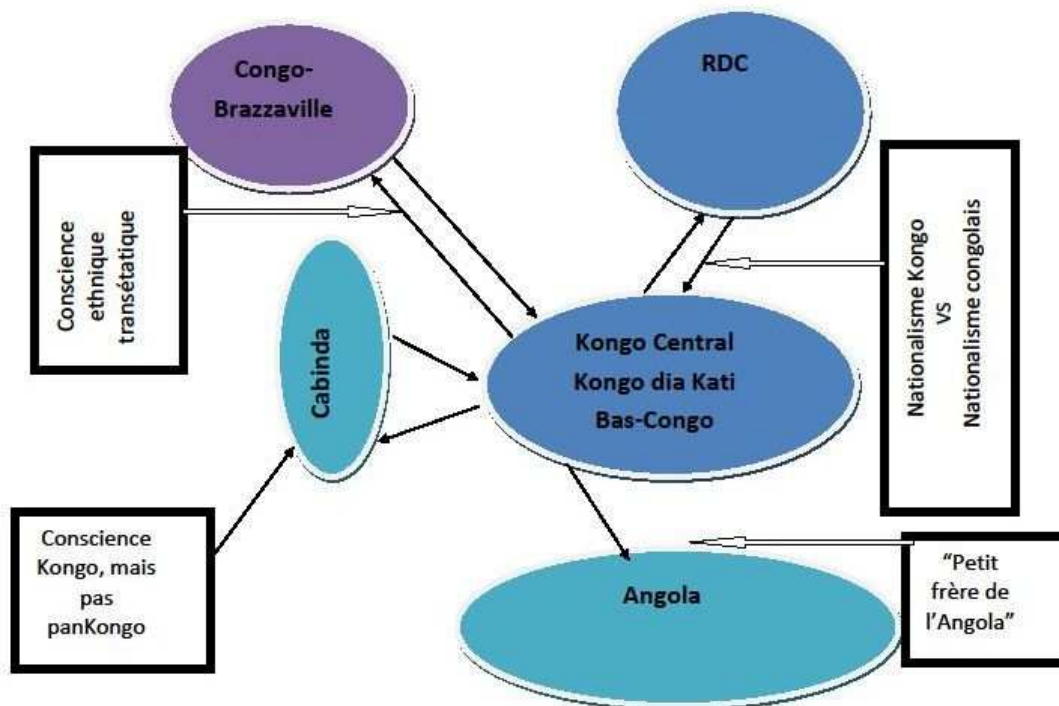 Congo-
Brazzaville
RDC
Conscience
ethnique
transétatique
Nationalisme Kongo
VS
Nationalisme congolais
Cabinda
Kongo Central
Kongo dia Kati
Bas-Congo
Conscience
Kongo, mais
pas
panKongo
Angola
“Petit
frère de
l’Angola”